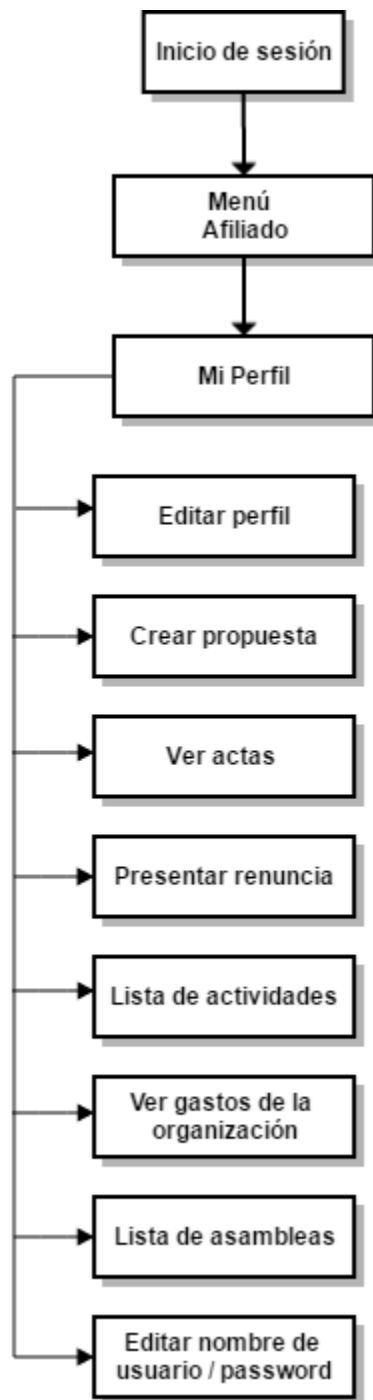 Inicio de sesión
Menú
Afiliado
Mi Perfil
Editar perfil
Crear propuesta
Ver actas
Presentar renuncia
Lista de actividades
Ver gastos de la
organización
Lista de asambleas
Editar nombre de
usuario / password